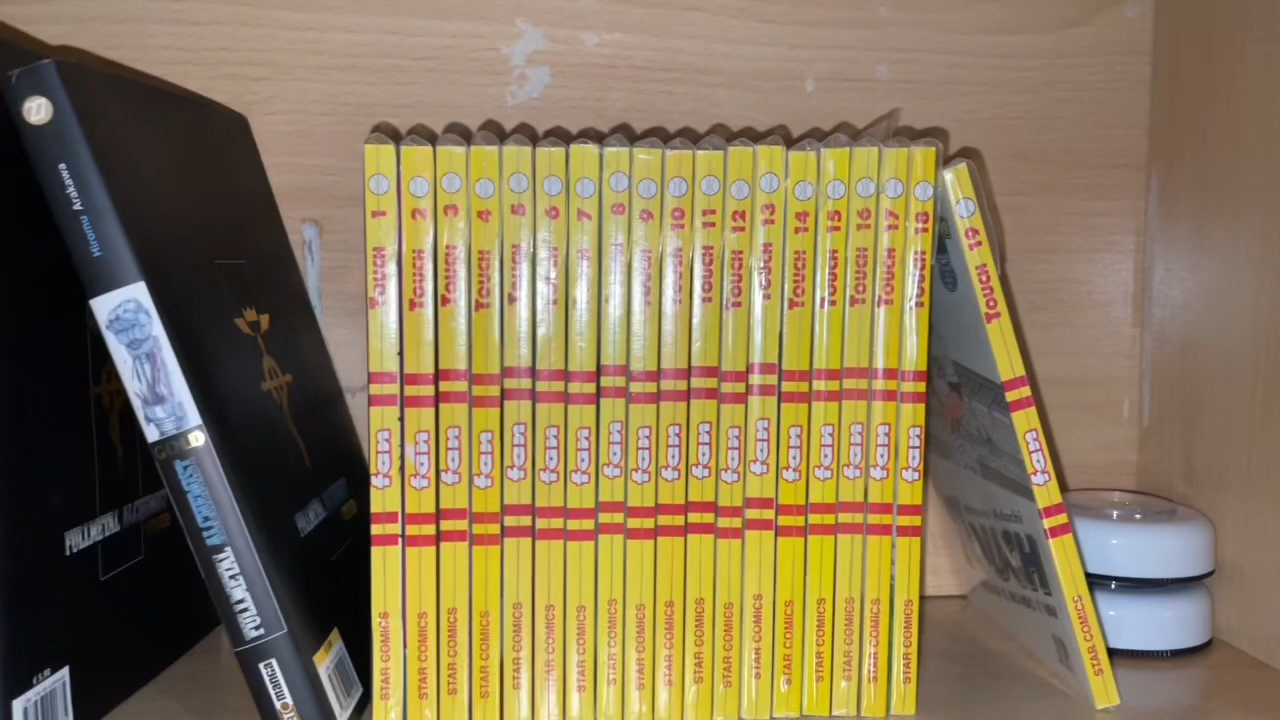 Hiromu Arakawa
GOLD
FULLMETAL ALCHEMIST
manga
FULLMETAL ALCHEMIST
TOUCH 1
fan
STAR COMICS
TOUCH 2
fan
STAR COMICS
TOUCH 3
fan
STAR COMICS
TOUCH 4
fan
STAR COMICS
TOUCH 5
fan
STAR COMICS
TOUCH 6
fan
STAR COMICS
TOUCH 7
fan
STAR COMICS
TOUCH 8
fan
STAR COMICS
TOUCH 9
fan
STAR COMICS
TOUCH 10
fan
STAR COMICS
TOUCH 11
fan
STAR COMICS
TOUCH 12
fan
STAR COMICS
TOUCH 13
fan
STAR COMICS
TOUCH 14
fan
STAR COMICS
TOUCH 15
fan
STAR COMICS
TOUCH 16
fan
STAR COMICS
TOUCH 17
fan
STAR COMICS
TOUCH 18
fan
STAR COMICS
TOUCH 19
fan
STAR COMICS
Adachi